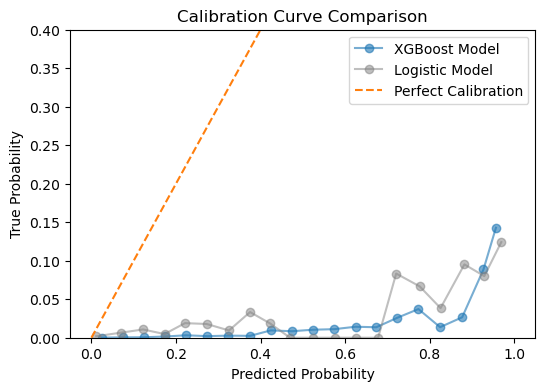 Calibration Curve Comparison
XGBoost Model
Logistic Model
Perfect Calibration
True Probability
0.40
0.35
0.30
0.25
0.20
0.15
0.10
0.05
0.00
0.0 0.2 0.4 0.6 0.8 1.0
Predicted Probability